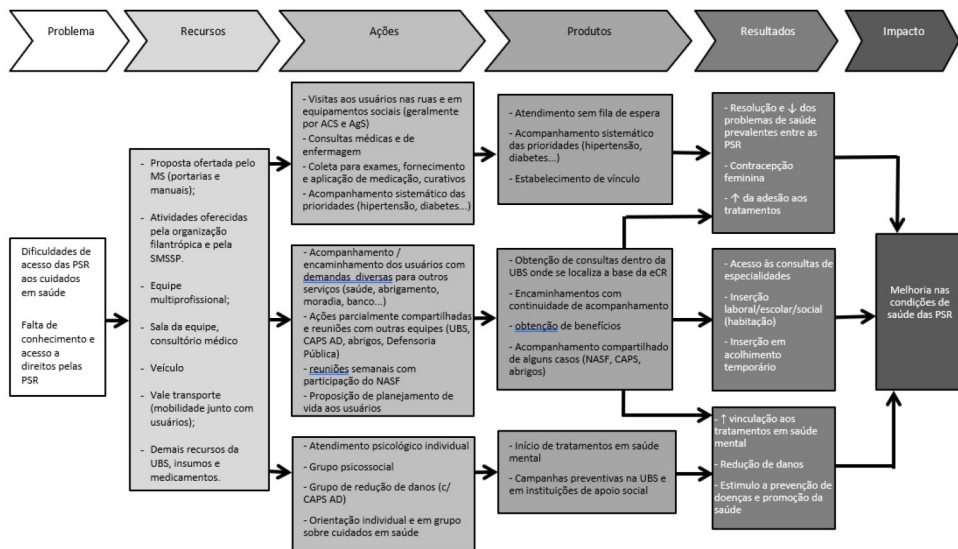 Problema
Recursos
Ações
Produtos
Resultados
Impacto
Dificuldades de
acesso das PSR
aos cuidados
em saúde
Falta de
conhecimento e
acesso a
direitos pelas
PSR
- Proposta ofertada pelo
MS (portarias e
manuais);
- Atividades oferecidas
pela organização
filantrópica e pela
SMSSP.
- Equipe
multiprofissional;
- Sala da equipe,
consultório médico
- Veículo
- Vale transporte
(mobilidade junto com
usuários);
- Demais recursos da
UBS, insumos e
medicamentos.
- Visitas aos usuários nas ruas e em
equipamentos sociais (geralmente
por ACS e AgS)
- Consultas médicas e de
enfermagem
- Coleta para exames, fornecimento
e aplicação de medicação, curativos
- Acompanhamento sistemático das
prioridades (hipertensão, diabetes...)
- Acompanhamento /
encaminhamento dos usuários com
demandas diversas para outros
serviços (saúde, abrigamento,
moradia, banco...)
- Ações parcialmente compartilhadas
e reuniões com outras equipes (UBS,
CAPS AD, abrigos, Defensoria
Pública)
- reuniões semanais com
participação do NASF
- Proposição de planejamento de
vida aos usuários
- Atendimento psicológico individual
- Grupo psicossocial
- Grupo de redução de danos (c/
CAPS AD)
- Orientação individual e em grupo
sobre cuidados em saúde
- Atendimento sem fila de espera
- Acompanhamento sistemático
das prioridades (hipertensão,
diabetes...)
- Estabelecimento de vínculo
- Obtenção de consultas dentro da
UBS onde se localiza a base da eCR
- Encaminhamentos com
continuidade de acompanhamento
- obtenção de benefícios
- Acompanhamento compartilhado
de alguns casos (NASF, CAPS,
abrigos)
- Início de tratamentos em saúde
mental
- Campanhas preventivas na UBS e
em instituições de apoio social
- Resolução e ↓ dos
problemas de saúde
prevalentes entre as
PSR
- Contracepção
feminina
- ↑ da adesão aos
tratamentos
- Acesso às consultas de
especialidades
- Inserção
laboral/escolar/social
(habitação)
- Inserção em
acolhimento
temporário
- ↑ vinculação aos
tratamentos em saúde
mental
- Redução de danos
- Estimulo a prevenção de
doenças e promoção da
saúde
Melhoria nas
condições de
saúde das PSR